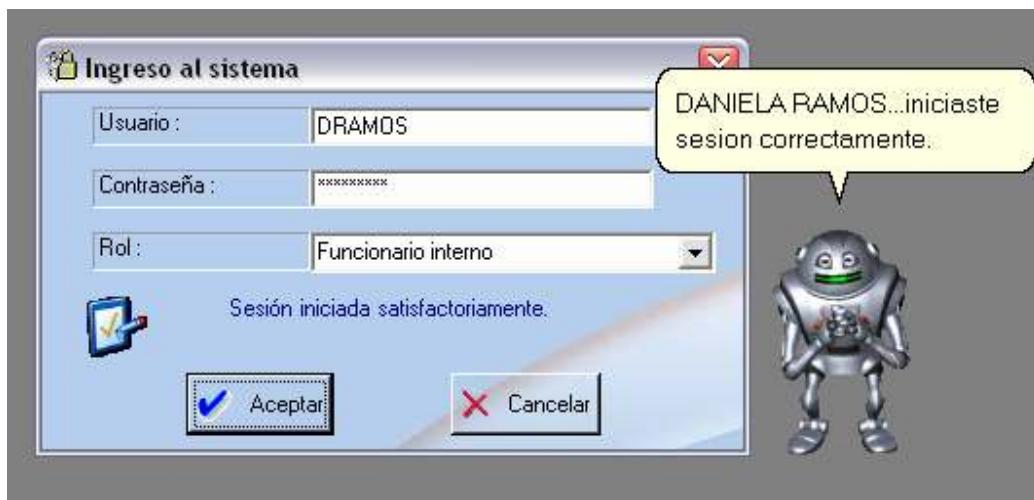 Ingreso al sistema
Usuario :
DRAMOS
Contraseña :
*********
Rol :
Funcionario interno
Sesión iniciada satisfactoriamente.
Aceptar
Cancelar
DANIELA RAMOS...iniciaste
sesion correctamente.